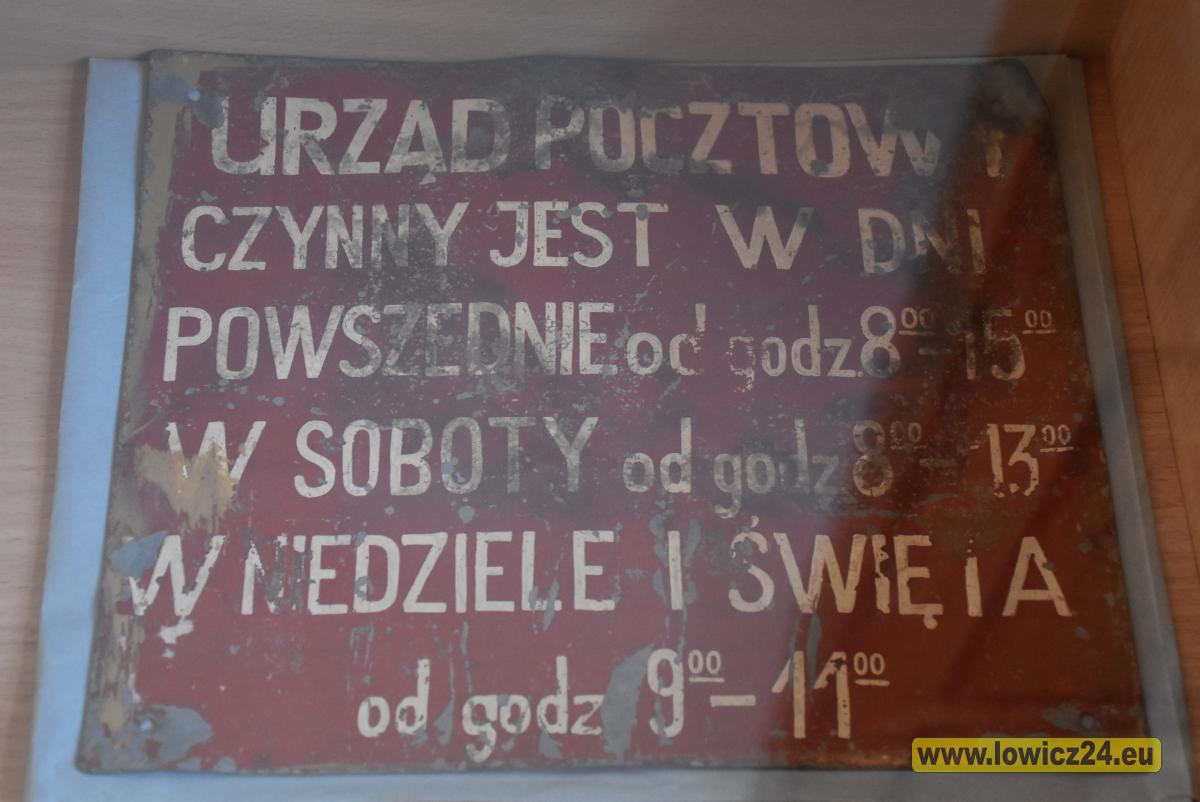 URZĄD POCZTOWY
CZYNNY JEST W DNI
POWSZEDNIE od godz. 8⁰⁰ - 15⁰⁰
W SOBOTY od godz 8⁰⁰ - 13⁰⁰
W NIEDZIELE I ŚWIĘTA
od godz 9⁰⁰ - 11⁰⁰
www.lowicz24.eu